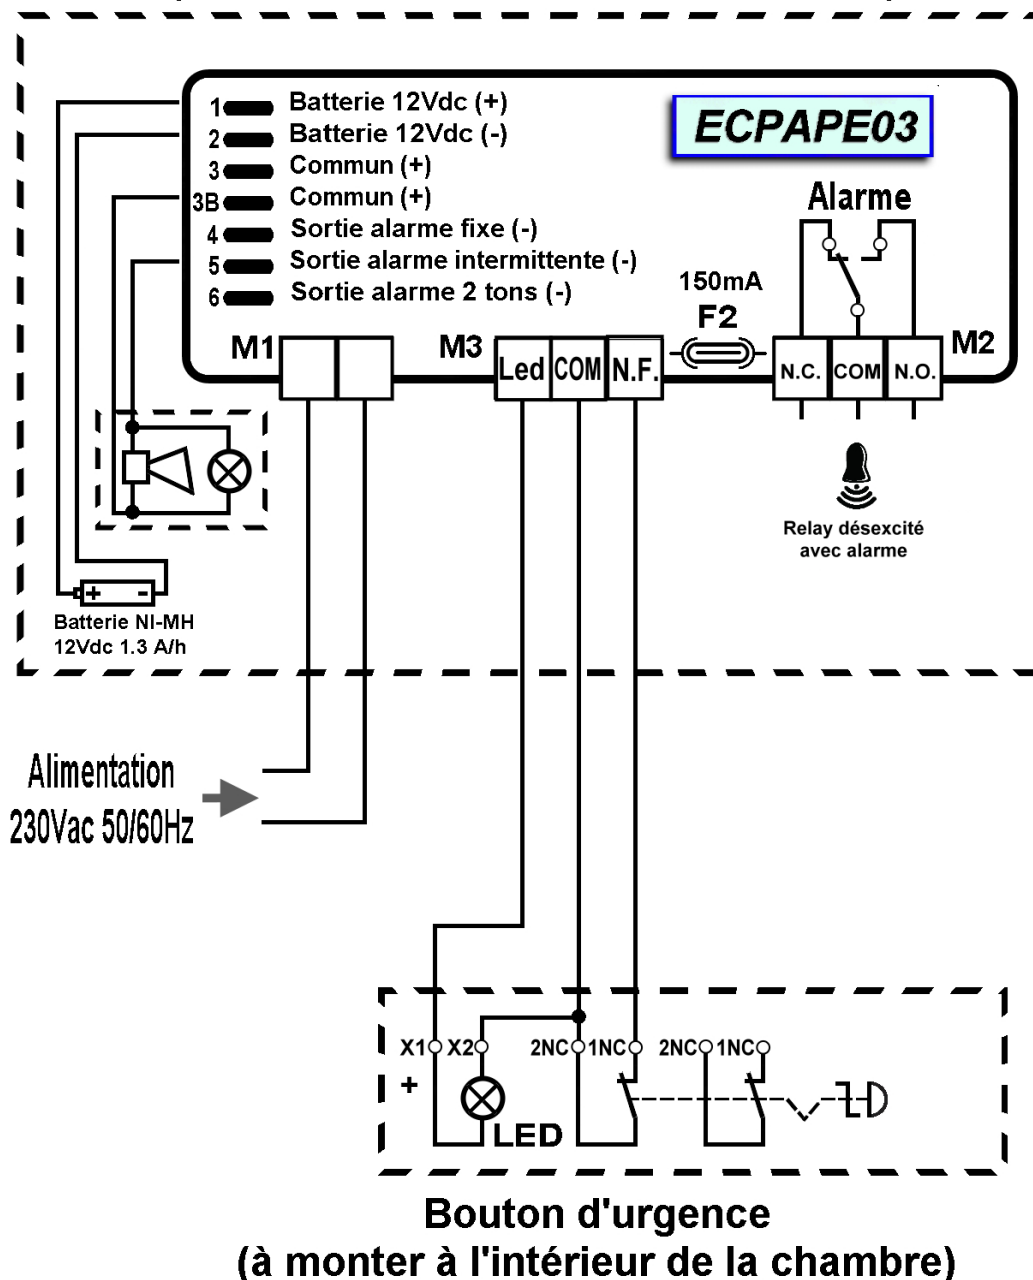 ECPAPE03
1 Batterie 12Vdc (+)
2 Batterie 12Vdc (-)
3 Commun (+)
3B Commun (+)
4 Sortie alarme fixe (-)
5 Sortie alarme intermittente (-)
6 Sortie alarme 2 tons (-)
Alarme
150mA
F2
M1
M3
Led COM N.F.
N.C. COM N.O.
M2
Relay désexcité
avec alarme
+ -
Batterie NI-MH
12Vdc 1.3 A/h
Alimentation
230Vac 50/60Hz
X1 X2 2NC 1NC 2NC 1NC
+
LED
Bouton d'urgence
(à monter à l'intérieur de la chambre)